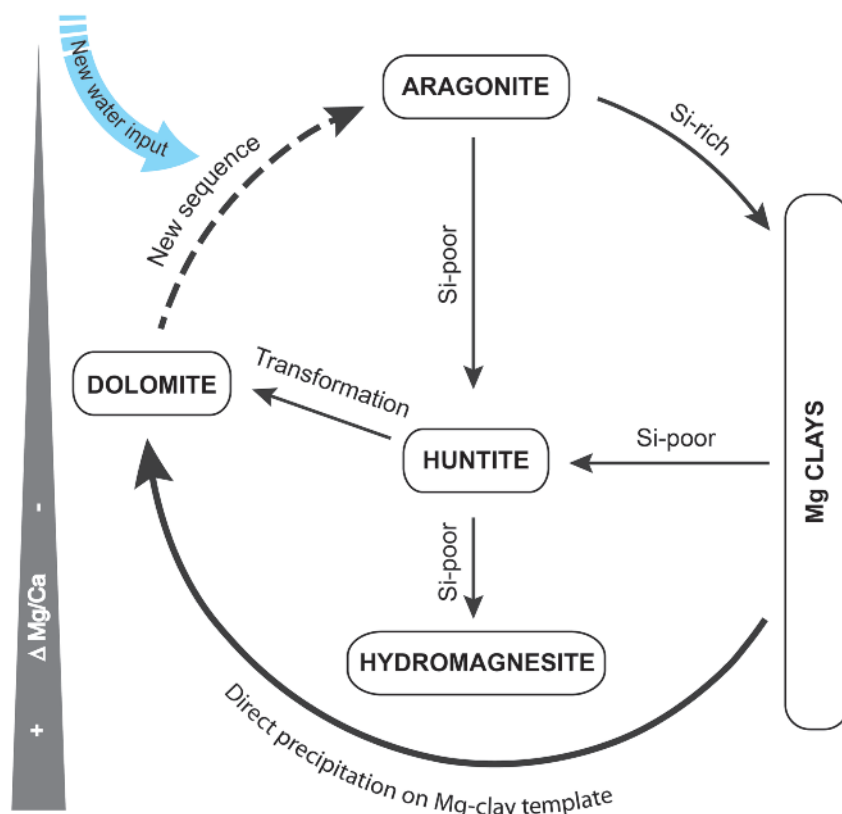 New water input
ARAGONITE
Si-rich
New sequence
Si-poor
DOLOMITE
Transformation
HUNTITE
Si-poor
Mg CLAYS
-
Δ Mg/Ca
+
Si-poor
HYDROMAGNESITE
Direct precipitation on Mg-clay template